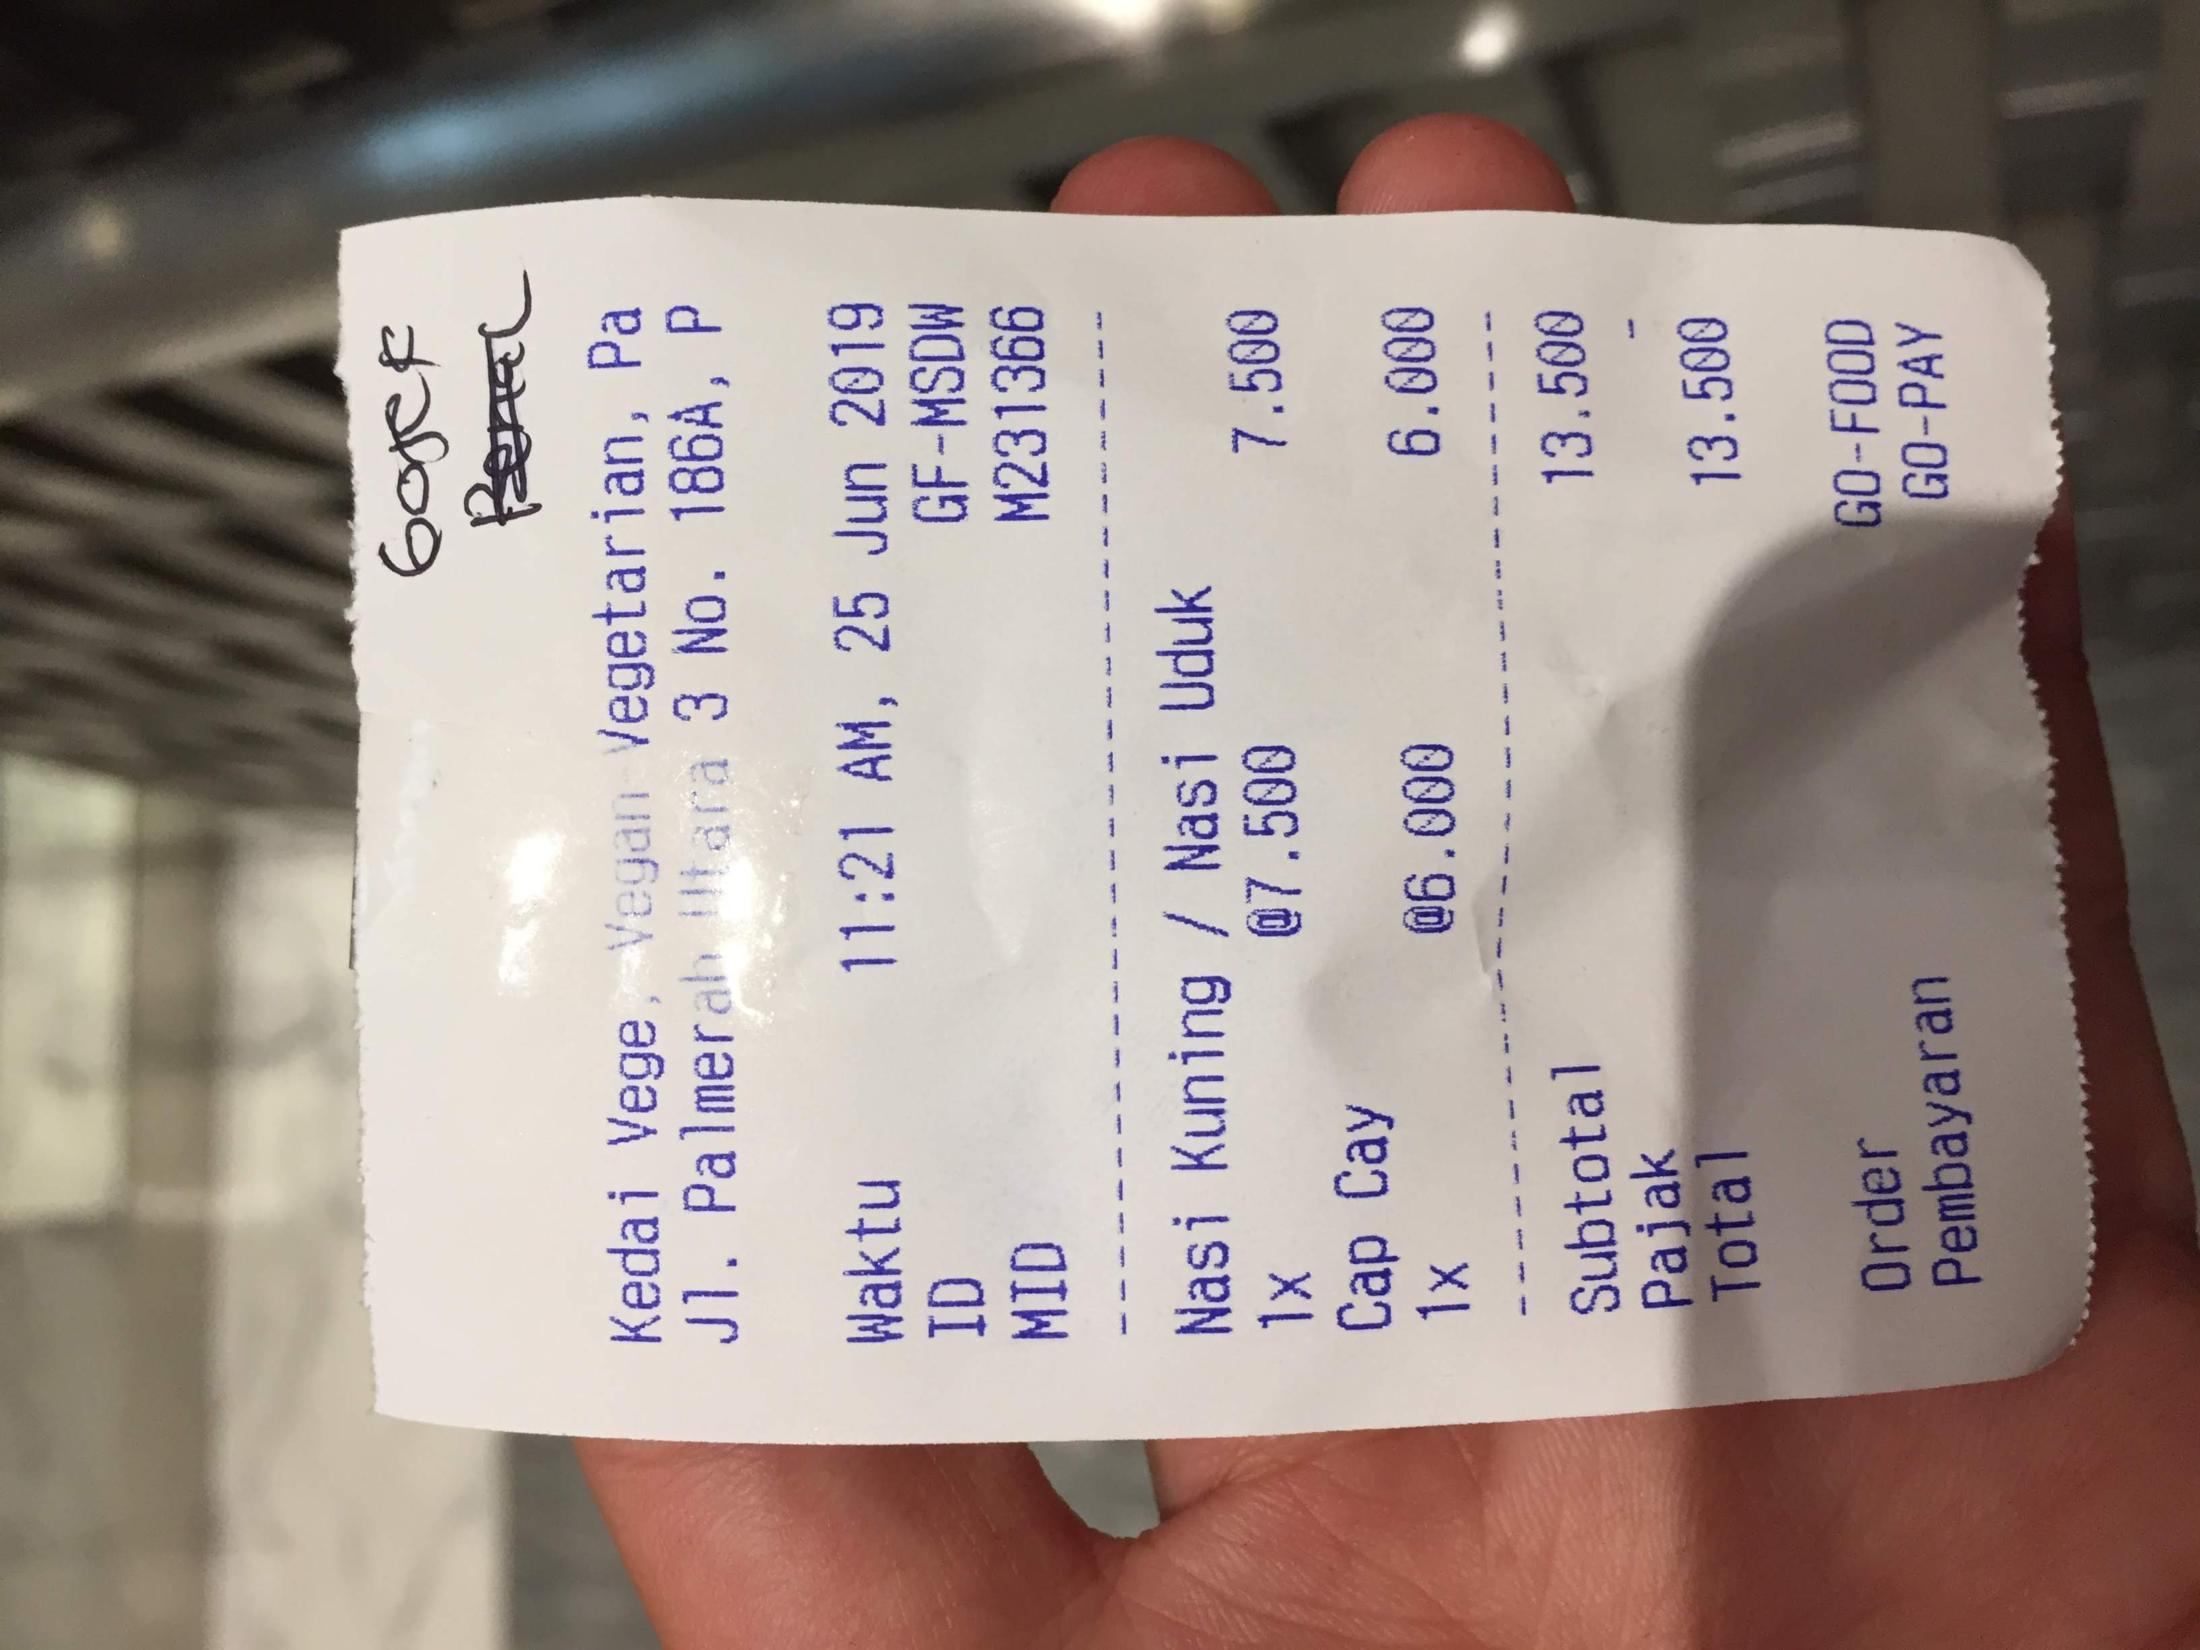 Kedai Vege, Vegan Vegetarian, Pa
Jl. Palmerah Utara 3 No. 186A, P
Waktu 11:21 AM, 25 Jun 2019
ID GF-MSDW
MID M231366
--------------------------------
Nasi Kuning / Nasi Uduk
1x @7.500 7.500
Cap Cay
1x @6.000 6.000
--------------------------------
Subtotal 13.500
Pajak -
Total 13.500
Order GO-FOOD
Pembayaran GO-PAY